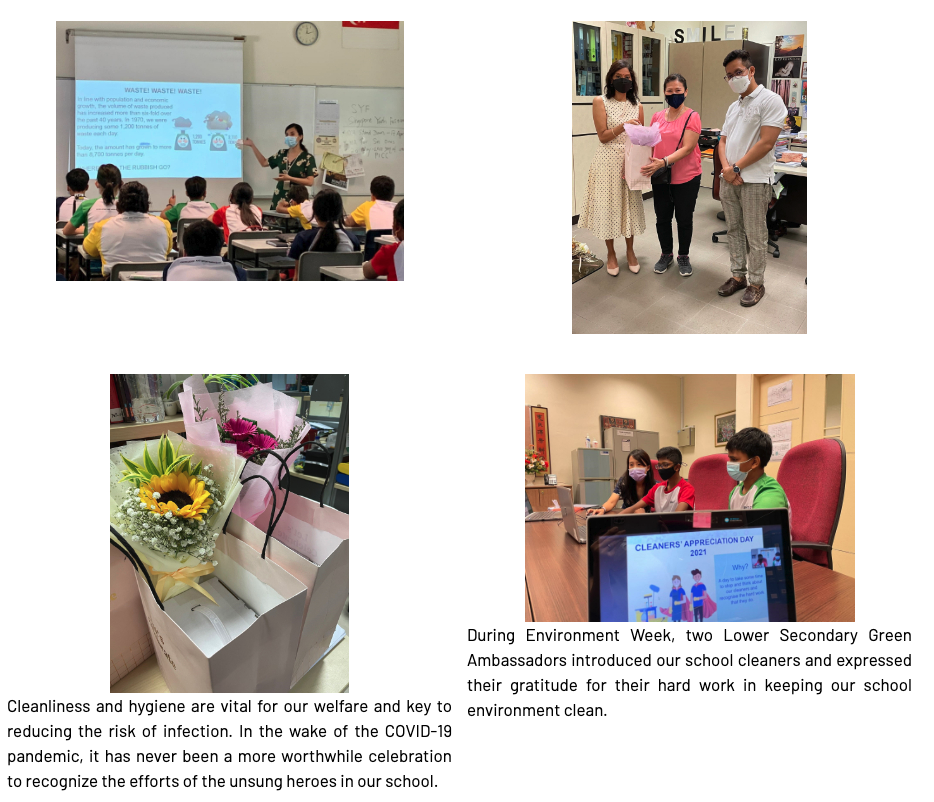 WASTE! WASTE! WASTE!
In line with population and economic
growth, the volume of waste produced
has increased more than six-fold over
the past 40 years. In 1970, we were
producing some 1,200 tonnes of
waste each day.
Today, the amount has grown to more
than 6,700 tonnes per day
THE RUBBISH GO?
SYF
SMILE
CLEANERS' APPRECIATION DAY
2021
Why?
Cleanliness and hygiene are vital for our welfare and key to
reducing the risk of infection. In the wake of the COVID-19
pandemic, it has never been a more worthwhile celebration
to recognize the efforts of the unsung heroes in our school.
During Environment Week, two Lower Secondary Green
Ambassadors introduced our school cleaners and expressed
their gratitude for their hard work in keeping our school
environment clean.